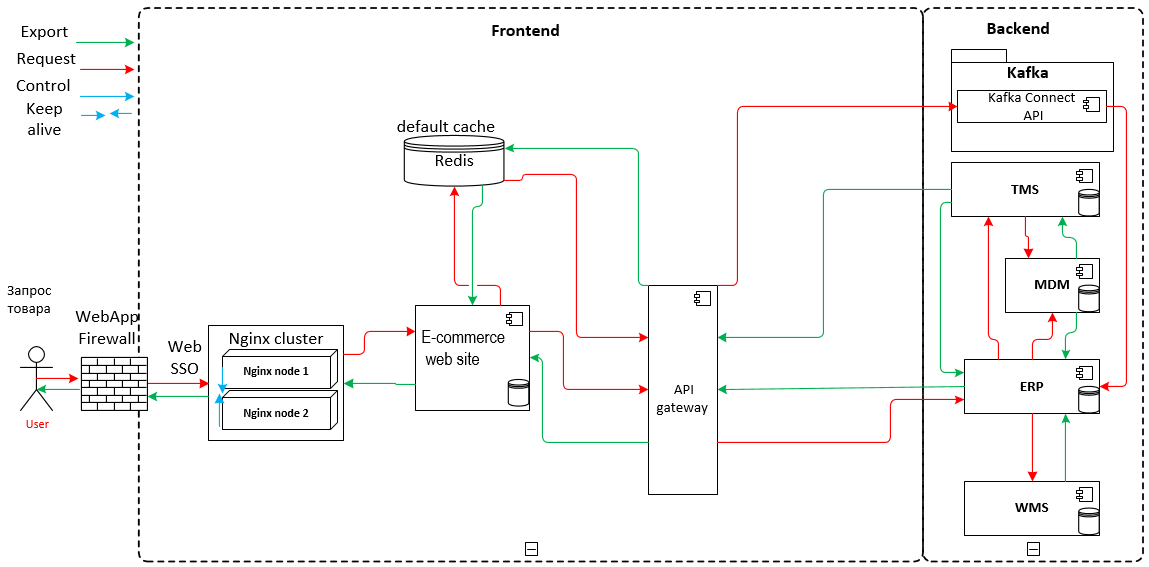 Export
Request
Control
Keep
alive
Frontend
Backend
Kafka
Kafka Connect
API
default cache
Redis
TMS
MDM
Запрос
товара
WebApp
Firewall
Web
SSO
Nginx cluster
Nginx node 1
Nginx node 2
E-commerce
web site
API
gateway
ERP
User
WMS